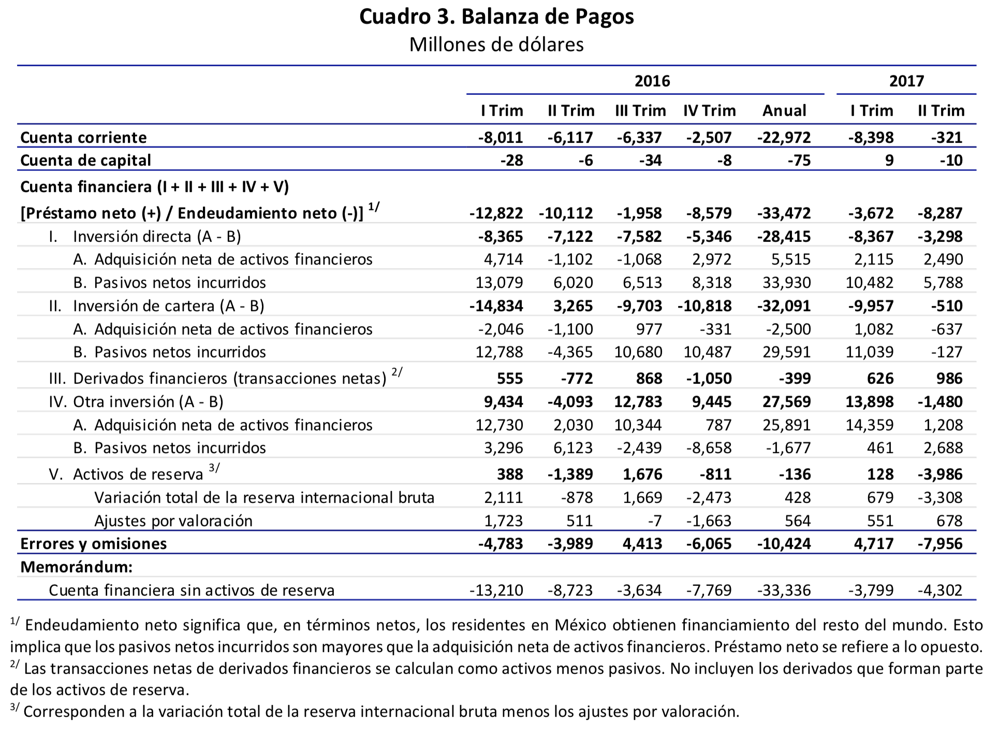 Cuadro 3. Balanza de Pagos
Millones de dólares
2016 2017
I Trim II Trim III Trim IV Trim Anual I Trim II Trim
Cuenta corriente -8,011 -6,117 -6,337 -2,507 -22,972 -8,398 -321
Cuenta de capital -28 -6 -34 -8 -75 9 -10
Cuenta financiera (I + II + III + IV + V)
[Préstamo neto (+) / Endeudamiento neto (-)] 1/ -12,822 -10,112 -1,958 -8,579 -33,472 -3,672 -8,287
I. Inversión directa (A - B) -8,365 -7,122 -7,582 -5,346 -28,415 -8,367 -3,298
A. Adquisición neta de activos financieros 4,714 -1,102 -1,068 2,972 5,515 2,115 2,490
B. Pasivos netos incurridos 13,079 6,020 6,513 8,318 33,930 10,482 5,788
II. Inversión de cartera (A - B) -14,834 3,265 -9,703 -10,818 -32,091 -9,957 -510
A. Adquisición neta de activos financieros -2,046 -1,100 977 -331 -2,500 1,082 -637
B. Pasivos netos incurridos 12,788 -4,365 10,680 10,487 29,591 11,039 -127
III. Derivados financieros (transacciones netas) 2/ 555 -772 868 -1,050 -399 626 986
IV. Otra inversión (A - B) 9,434 -4,093 12,783 9,445 27,569 13,898 -1,480
A. Adquisición neta de activos financieros 12,730 2,030 10,344 787 25,891 14,359 1,208
B. Pasivos netos incurridos 3,296 6,123 -2,439 -8,658 -1,677 461 2,688
V. Activos de reserva 3/ 388 -1,389 1,676 -811 -136 128 -3,986
Variación total de la reserva internacional bruta 2,111 -878 1,669 -2,473 428 679 -3,308
Ajustes por valoración 1,723 511 -7 -1,663 564 551 678
Errores y omisiones -4,783 -3,989 4,413 -6,065 -10,424 4,717 -7,956
Memorándum:
Cuenta financiera sin activos de reserva -13,210 -8,723 -3,634 -7,769 -33,336 -3,799 -4,302
1/ Endeudamiento neto significa que, en términos netos, los residentes en México obtienen financiamiento del resto del mundo. Esto
implica que los pasivos netos incurridos son mayores que la adquisición neta de activos financieros. Préstamo neto se refiere a lo opuesto.
2/ Las transacciones netas de derivados financieros se calculan como activos menos pasivos. No incluyen los derivados que forman parte
de los activos de reserva.
3/ Corresponden a la variación total de la reserva internacional bruta menos los ajustes por valoración.